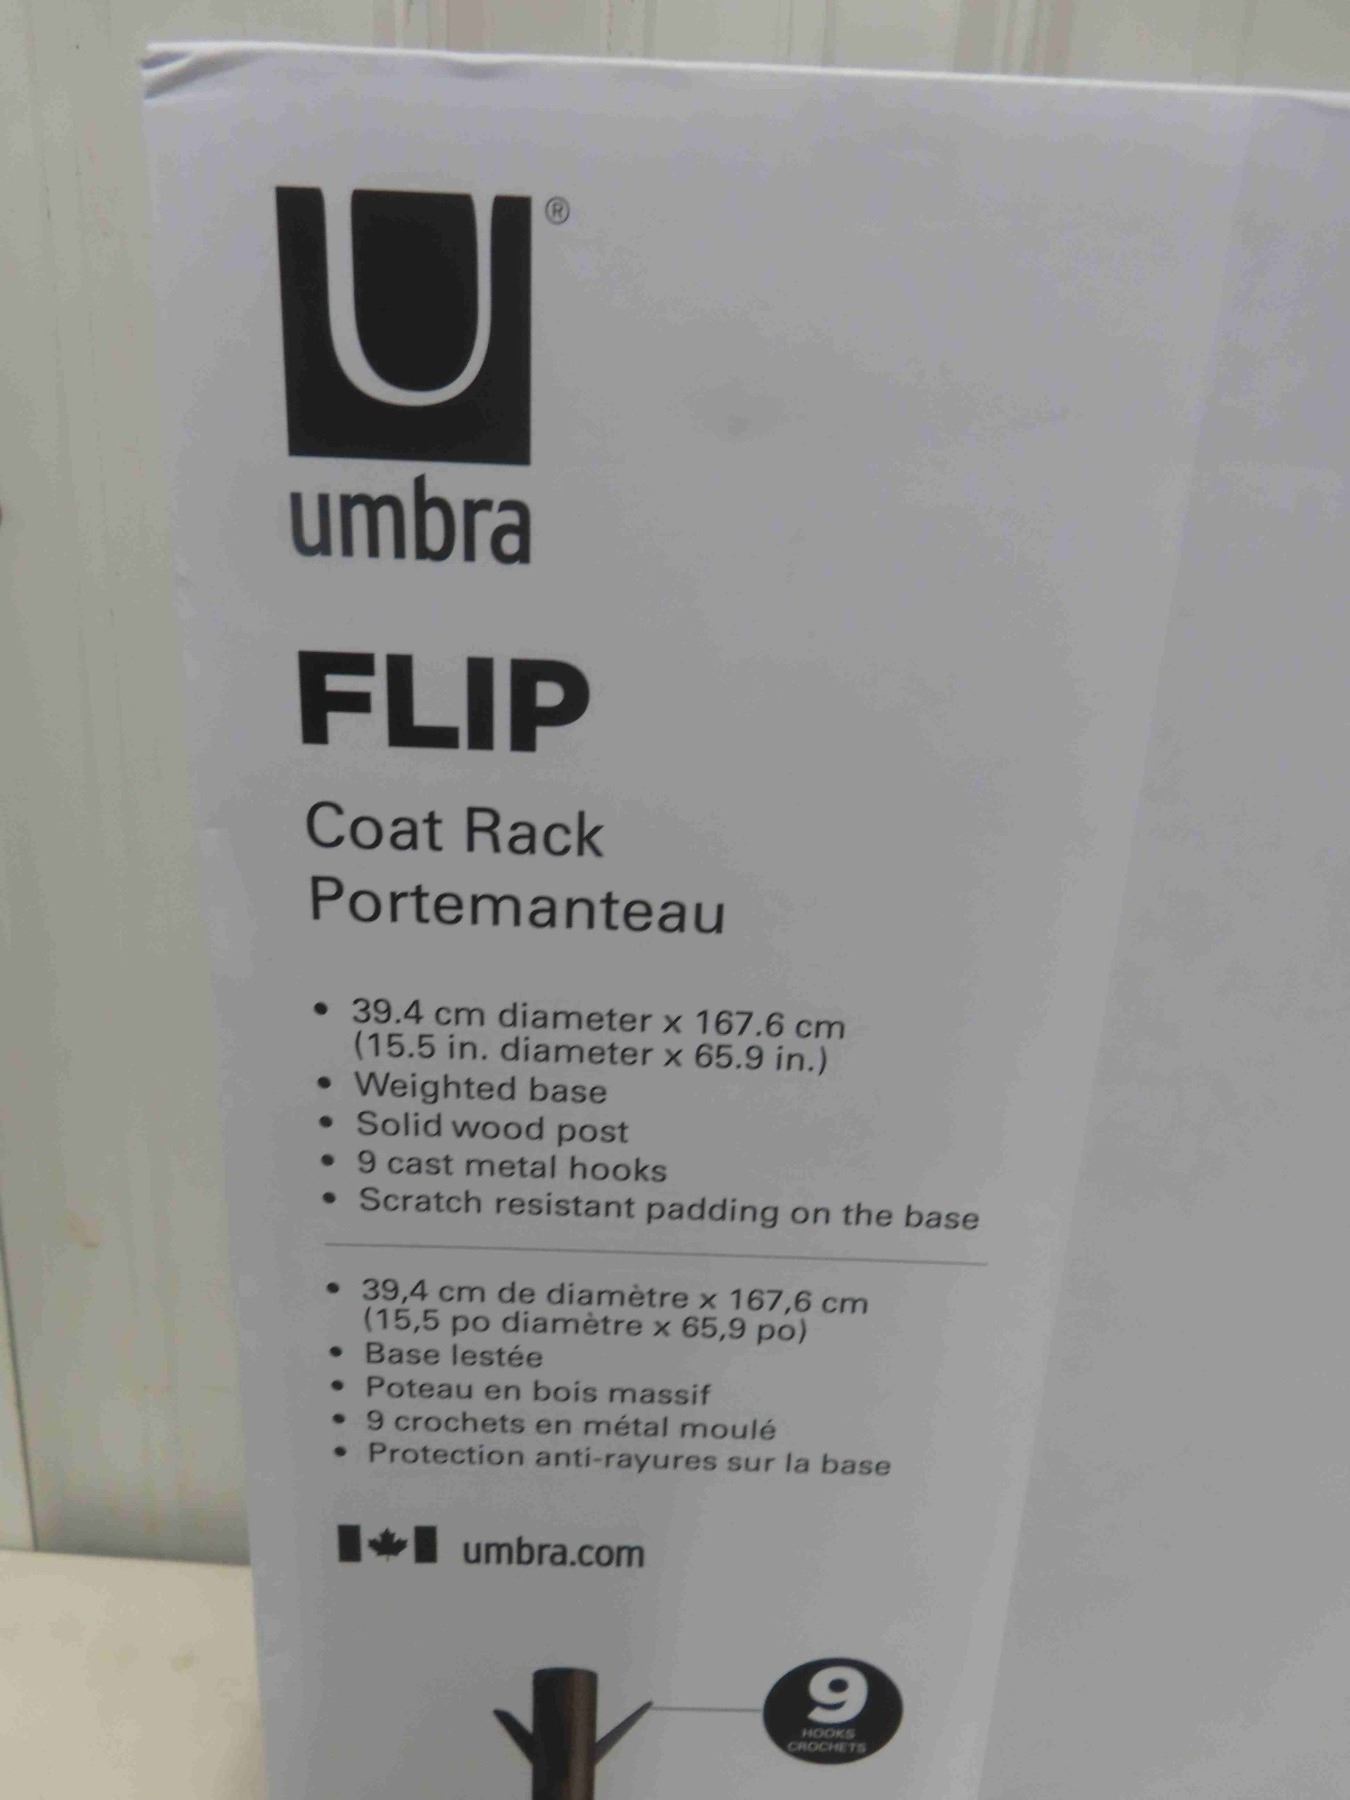 U®
umbra
FLIP
Coat Rack
Portemanteau
• 39.4 cm diameter x 167.6 cm
(15.5 in. diameter x 65.9 in.)
• Weighted base
• Solid wood post
• 9 cast metal hooks
• Scratch resistant padding on the base
• 39,4 cm de diamètre x 167,6 cm
(15,5 po diamètre x 65,9 po)
• Base lestée
• Poteau en bois massif
• 9 crochets en métal moulé
• Protection anti-rayures sur la base
umbra.com
9
HOOKS
CROCHETS